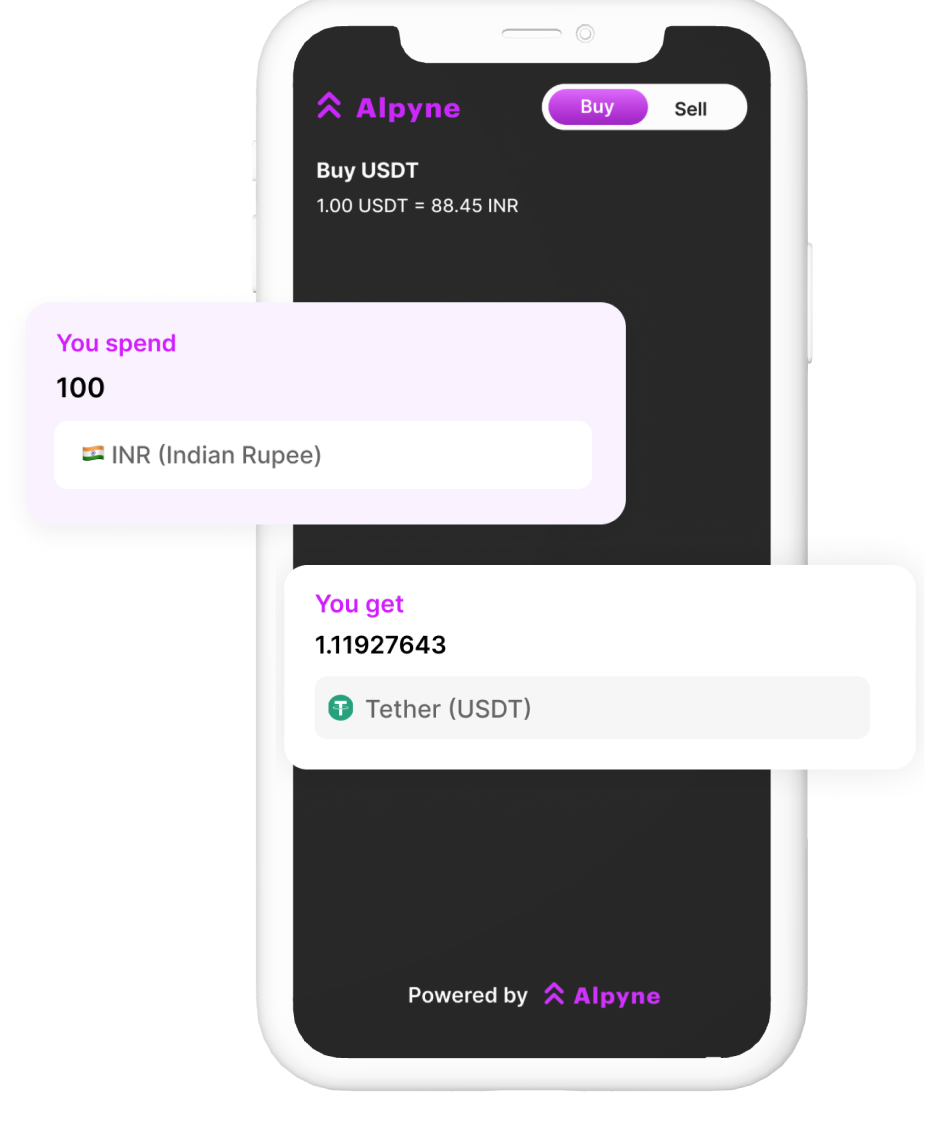 Alpyne
Buy
Sell
Buy USDT
1.00 USDT = 88.45 INR
You spend
100
INR (Indian Rupee)
You get
1.11927643
Tether (USDT)
Powered by Alpyne